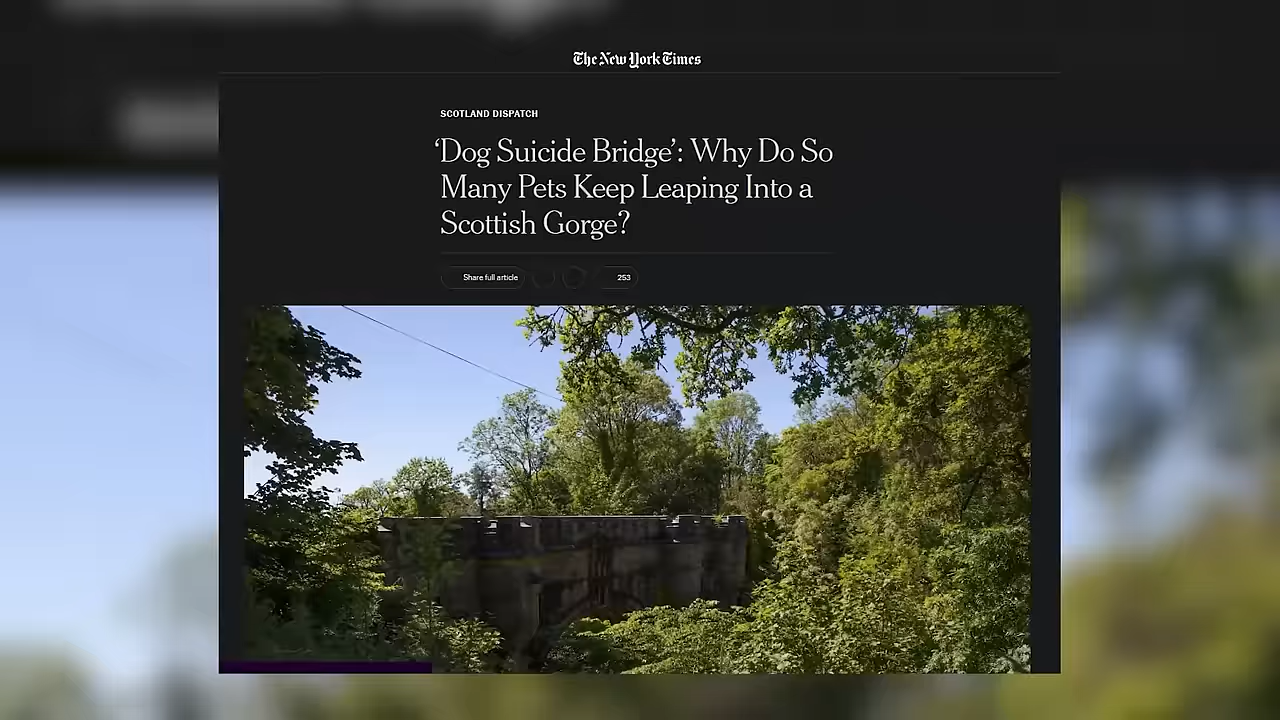 The New York Times
SCOTLAND DISPATCH
‘Dog Suicide Bridge’: Why Do So
Many Pets Keep Leaping Into a
Scottish Gorge?
Share full article
253